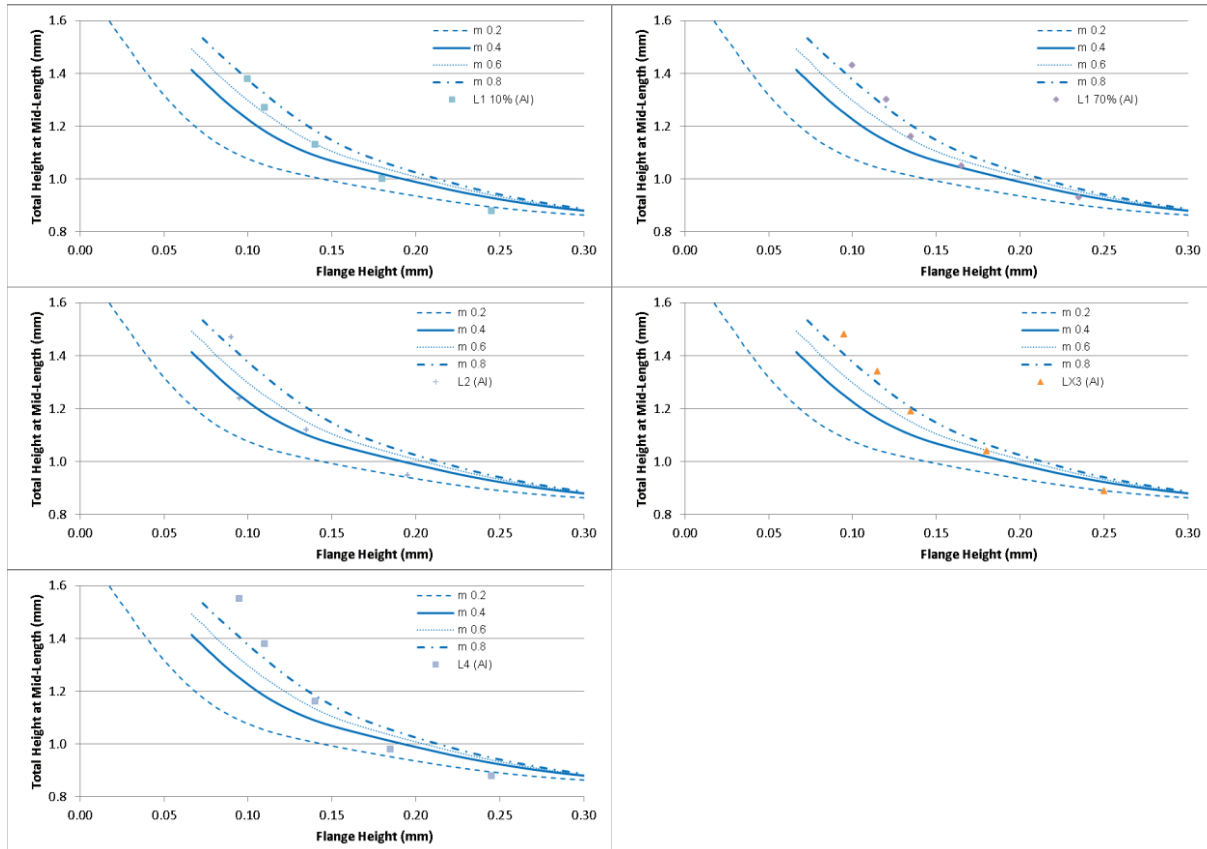 Total Height at Mid-Length (mm)
1.6
1.4
1.2
1.0
0.8
0.00 0.05 0.10 0.15 0.20 0.25 0.30
Flange Height (mm)
m 0.2
m 0.4
m 0.6
m 0.8
L1 10% (Al)
Total Height at Mid-Length (mm)
1.6
1.4
1.2
1.0
0.8
0.00 0.05 0.10 0.15 0.20 0.25 0.30
Flange Height (mm)
m 0.2
m 0.4
m 0.6
m 0.8
L1 70% (Al)
Total Height at Mid-Length (mm)
1.6
1.4
1.2
1.0
0.8
0.00 0.05 0.10 0.15 0.20 0.25 0.30
Flange Height (mm)
m 0.2
m 0.4
m 0.6
m 0.8
L2 (Al)
Total Height at Mid-Length (mm)
1.6
1.4
1.2
1.0
0.8
0.00 0.05 0.10 0.15 0.20 0.25 0.30
Flange Height (mm)
m 0.2
m 0.4
m 0.6
m 0.8
LX3 (Al)
Total Height at Mid-Length (mm)
1.6
1.4
1.2
1.0
0.8
0.00 0.05 0.10 0.15 0.20 0.25 0.30
Flange Height (mm)
m 0.2
m 0.4
m 0.6
m 0.8
L4 (Al)